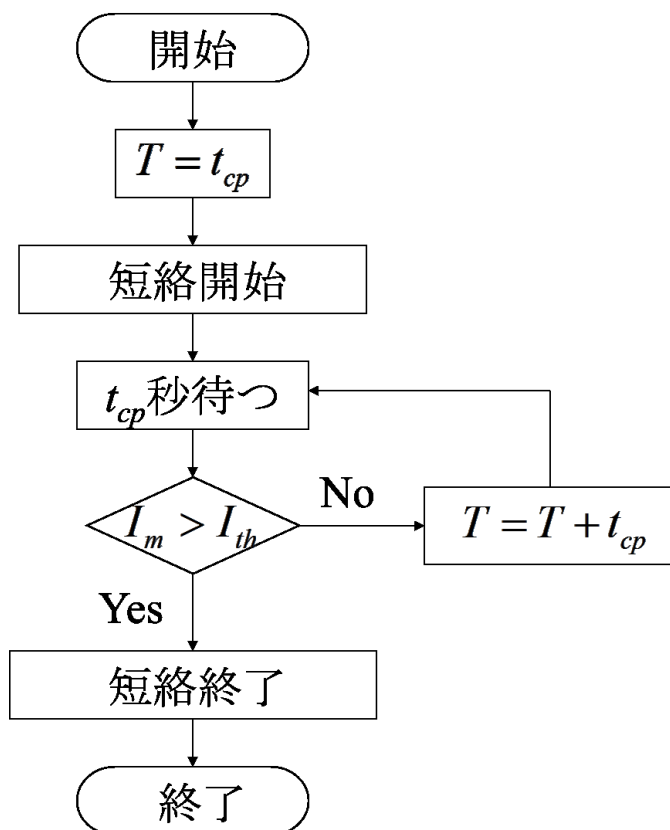 開始
T = t_cp
短絡開始
t_cp秒待つ
I_m > I_th
No
T = T + t_cp
Yes
短絡終了
終了